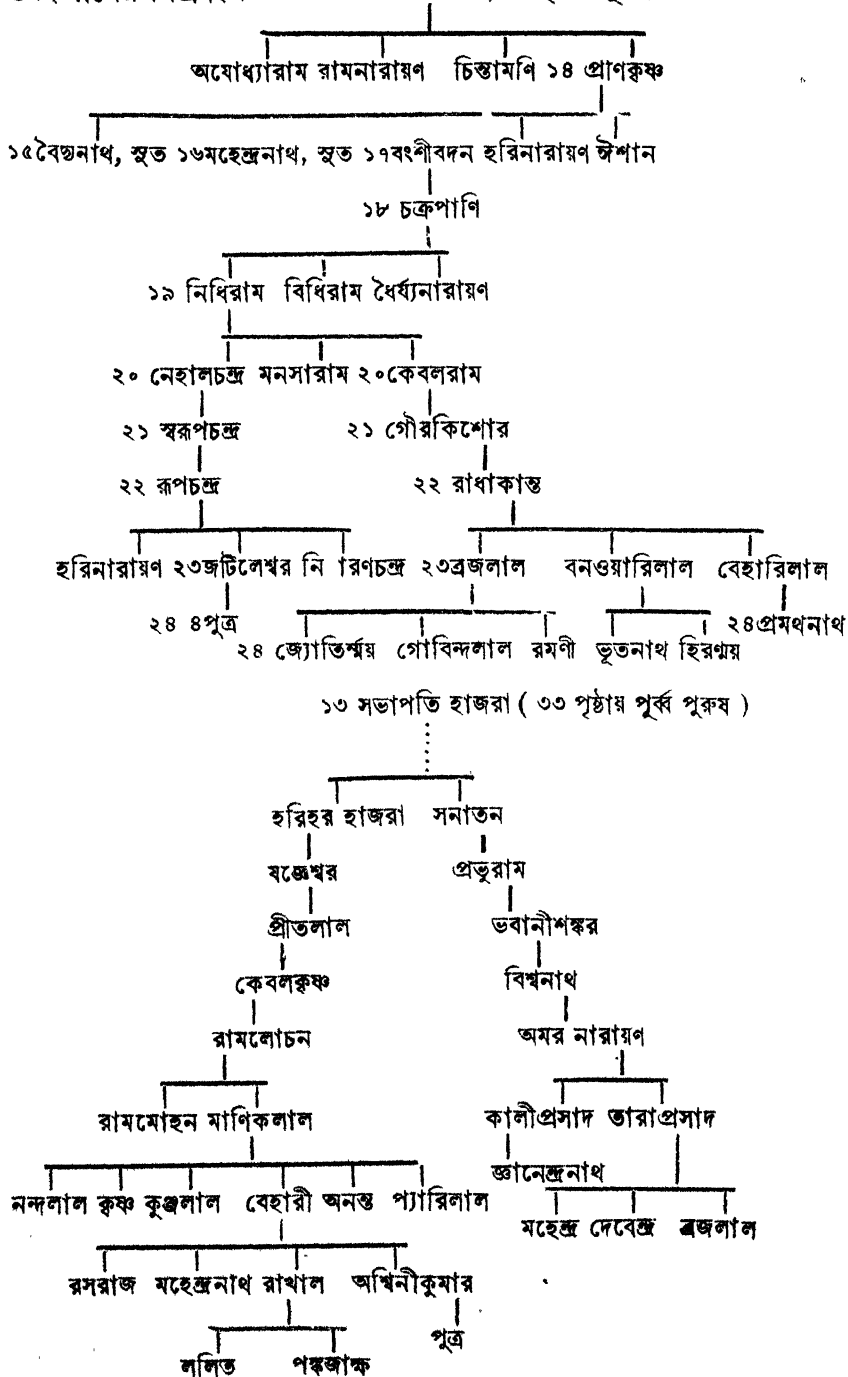 অযোধ্যারাম রামনারায়ণ চিন্তামণি ১৪ প্রাণকৃষ্ণ
১৫বৈদ্যনাথ, সুত ১৬মহেন্দ্রনাথ, সুত ১৭বংশীবদন হরিনারায়ণ ঈশান
১৮ চক্রপাণি
১৯ নিধিরাম বিধিরাম ধৈর্য্যনারায়ণ
২০ নেহালচন্দ্র মনসারাম ২০কেবলরাম
২১ স্বরূপচন্দ্র ২১ গৌরকিশোর
২২ রূপচন্দ্র ২২ রাধাকান্ত
হরিনারায়ণ ২৩জটিলেশ্বর নি রণচন্দ্র ২৩ব্রজলাল বনওয়ারিলাল বেহারিলাল
২৪ ৪পুত্র ২৪ জ্যোতির্ম্ময় গোবিন্দলাল রমণী ভূতনাথ হিরণ্ময় ২৪প্রমথনাথ
১৩ সভাপতি হাজরা ( ৩৩ পৃষ্ঠায় পূর্ব্ব পুরুষ )
হরিহর হাজরা সনাতন
যজ্ঞেশ্বর প্রভুরাম
প্রীতলাল ভবানীশঙ্কর
কেবলকৃষ্ণ বিশ্বনাথ
রামলোচন অমর নারায়ণ
রামমোহন মাণিকলাল কালীপ্রসাদ তারাপ্রসাদ
জ্ঞানেন্দ্রনাথ
নন্দলাল কৃষ্ণ কুঞ্জলাল বেহারী অনন্ত প্যারিলাল
মহেন্দ্র দেবেন্দ্র ব্রজলাল
রসরাজ মহেন্দ্রনাথ রাখাল অশ্বিনীকুমার
পুত্র
ললিত পঙ্কজাক্ষ